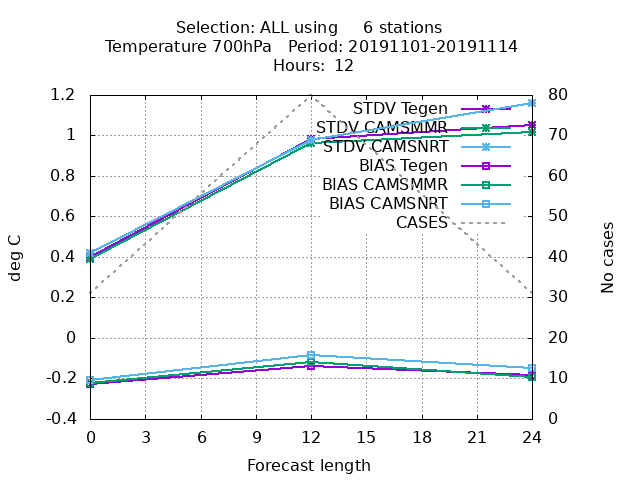 Selection: ALL using 6 stations
Temperature 700hPa Period: 20191101-20191114
Hours: 12
1.2 80
STDV Tegen
STDV CAMSMMR
1 70
STDV CAMSNRT
BIAS Tegen
0.8 60
BIAS CAMSMMR
BIAS CAMSNRT
0.6 50
CASES
deg C
No cases
0.4 40
0.2 30
0 20
-0.2 10
-0.4 0
0 3 6 9 12 15 18 21 24
Forecast length